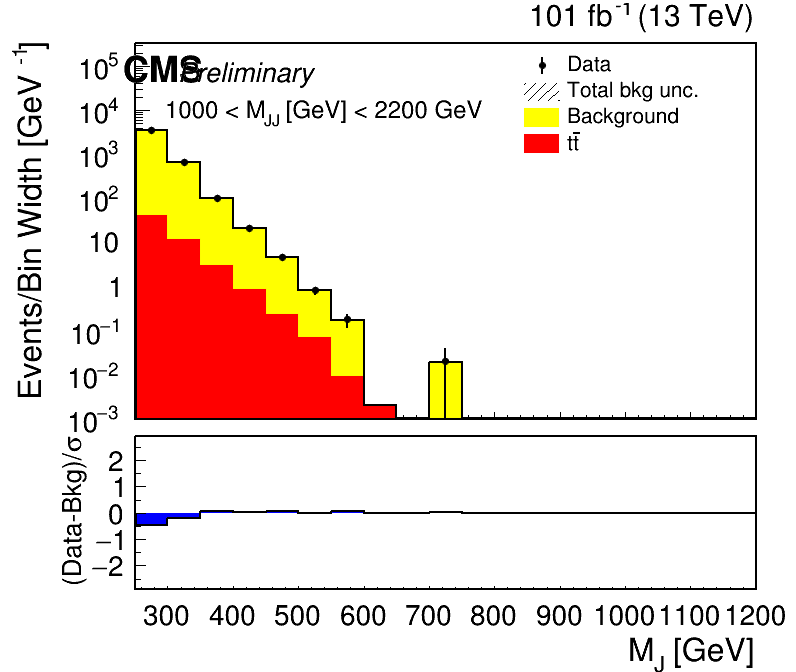 101 fb⁻¹ (13 TeV)
CMS Preliminary
1000 < M_JJ [GeV] < 2200 GeV
Data
Total bkg unc.
Background
tt̄
Events/Bin Width [GeV⁻¹]
10⁵
10⁴
10³
10²
10
1
10⁻¹
10⁻²
10⁻³
(Data-Bkg)/σ
2
1
0
−1
−2
300 400 500 600 700 800 900 1000 1100 1200
M_J [GeV]